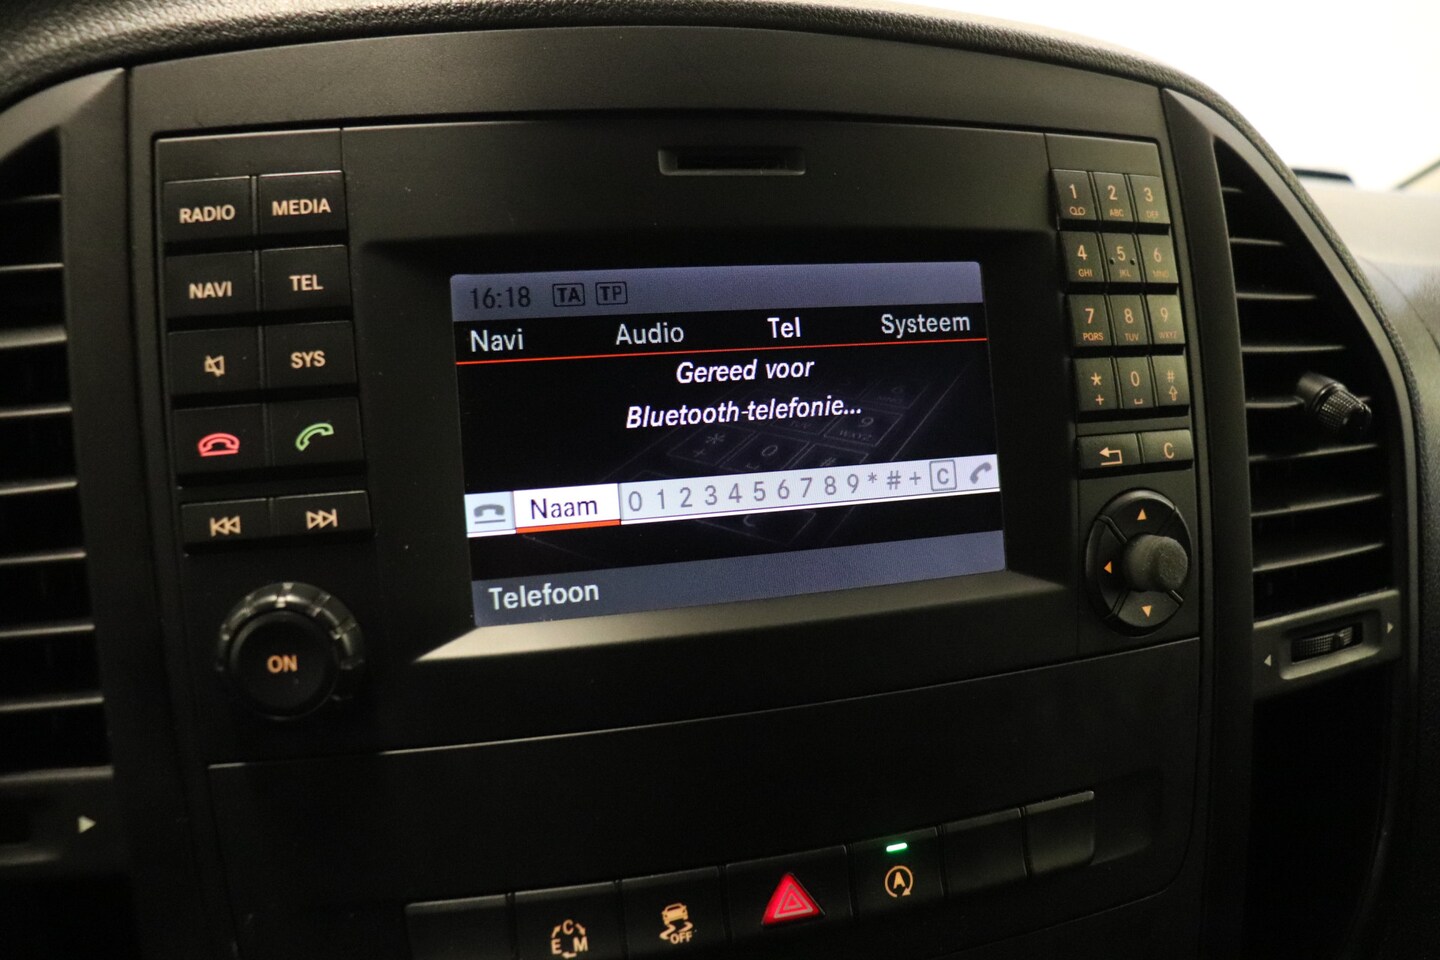 RADIO MEDIA
NAVI TEL
SYS
ON
16:18 TA TP
Navi Audio Tel Systeem
Gereed voor
Bluetooth-telefonie...
Naam 0 1 2 3 4 5 6 7 8 9 * # + C
Telefoon
1 2 3
ABC DEF
4 5 6
GHI JKL MNO
7 8 9
PQRS TUV WXYZ
* 0 #
+
C
C
E M
OFF
A